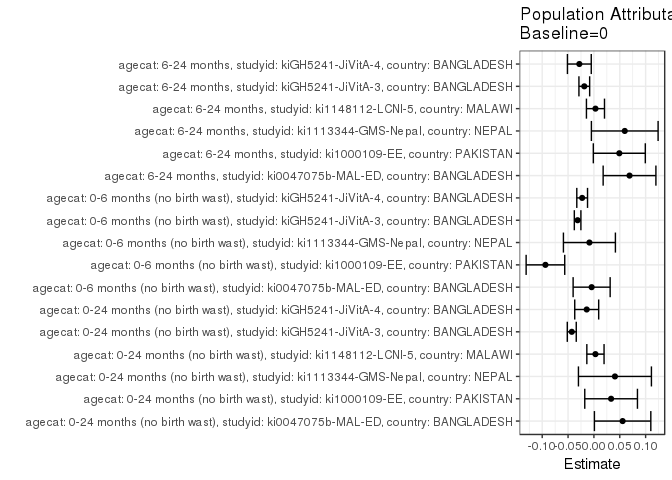 Population Attributa
Baseline=0
agecat: 6-24 months, studyid: kiGH5241-JiVitA-4, country: BANGLADESH
agecat: 6-24 months, studyid: kiGH5241-JiVitA-3, country: BANGLADESH
agecat: 6-24 months, studyid: ki1148112-LCNI-5, country: MALAWI
agecat: 6-24 months, studyid: ki1113344-GMS-Nepal, country: NEPAL
agecat: 6-24 months, studyid: ki1000109-EE, country: PAKISTAN
agecat: 6-24 months, studyid: ki0047075b-MAL-ED, country: BANGLADESH
agecat: 0-6 months (no birth wast), studyid: kiGH5241-JiVitA-4, country: BANGLADESH
agecat: 0-6 months (no birth wast), studyid: kiGH5241-JiVitA-3, country: BANGLADESH
agecat: 0-6 months (no birth wast), studyid: ki1113344-GMS-Nepal, country: NEPAL
agecat: 0-6 months (no birth wast), studyid: ki1000109-EE, country: PAKISTAN
agecat: 0-6 months (no birth wast), studyid: ki0047075b-MAL-ED, country: BANGLADESH
agecat: 0-24 months (no birth wast), studyid: kiGH5241-JiVitA-4, country: BANGLADESH
agecat: 0-24 months (no birth wast), studyid: kiGH5241-JiVitA-3, country: BANGLADESH
agecat: 0-24 months (no birth wast), studyid: ki1148112-LCNI-5, country: MALAWI
agecat: 0-24 months (no birth wast), studyid: ki1113344-GMS-Nepal, country: NEPAL
agecat: 0-24 months (no birth wast), studyid: ki1000109-EE, country: PAKISTAN
agecat: 0-24 months (no birth wast), studyid: ki0047075b-MAL-ED, country: BANGLADESH
-0.10 -0.05 0.00 0.05 0.10
Estimate